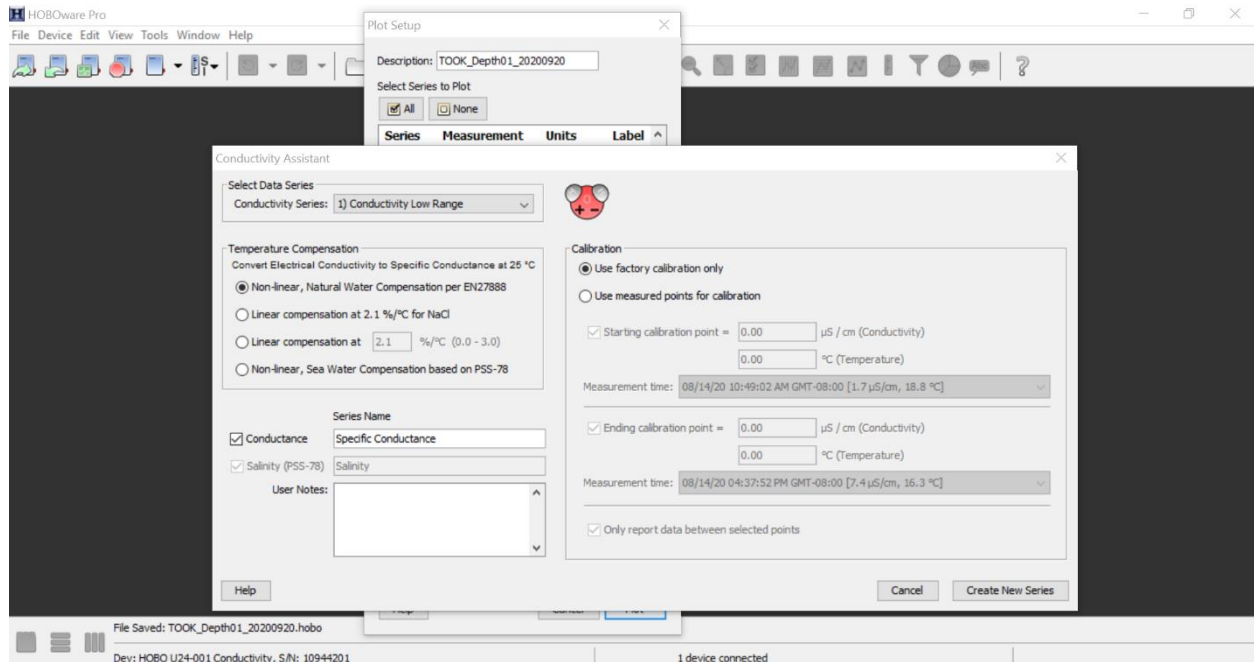 HOBOware Pro
File Device Edit View Tools Window Help
Plot Setup
Description: TOOK_Depth01_20200920
Select Series to Plot
All None
Series Measurement Units Label
Conductivity Assistant
Select Data Series
Conductivity Series: 1) Conductivity Low Range
Temperature Compensation
Convert Electrical Conductivity to Specific Conductance at 25 °C
Non-linear, Natural Water Compensation per EN27888
Linear compensation at 2.1 %/°C for NaCl
Linear compensation at 2.1 %/°C (0.0 - 3.0)
Non-linear, Sea Water Compensation based on PSS-78
Series Name
Conductance Specific Conductance
Salinity (PSS-78) Salinity
User Notes:
Calibration
Use factory calibration only
Use measured points for calibration
Starting calibration point = 0.00 µS / cm (Conductivity)
0.00 °C (Temperature)
Measurement time: 08/14/20 10:49:02 AM GMT-08:00 [1.7 µS/cm, 18.8 °C]
Ending calibration point = 0.00 µS / cm (Conductivity)
0.00 °C (Temperature)
Measurement time: 08/14/20 04:37:52 PM GMT-08:00 [7.4 µS/cm, 16.3 °C]
Only report data between selected points
Help Cancel Create New Series
File Saved: TOOK_Depth01_20200920.hobo
Dev: HOBO U24-001 Conductivity, S/N: 10944201 1 device connected